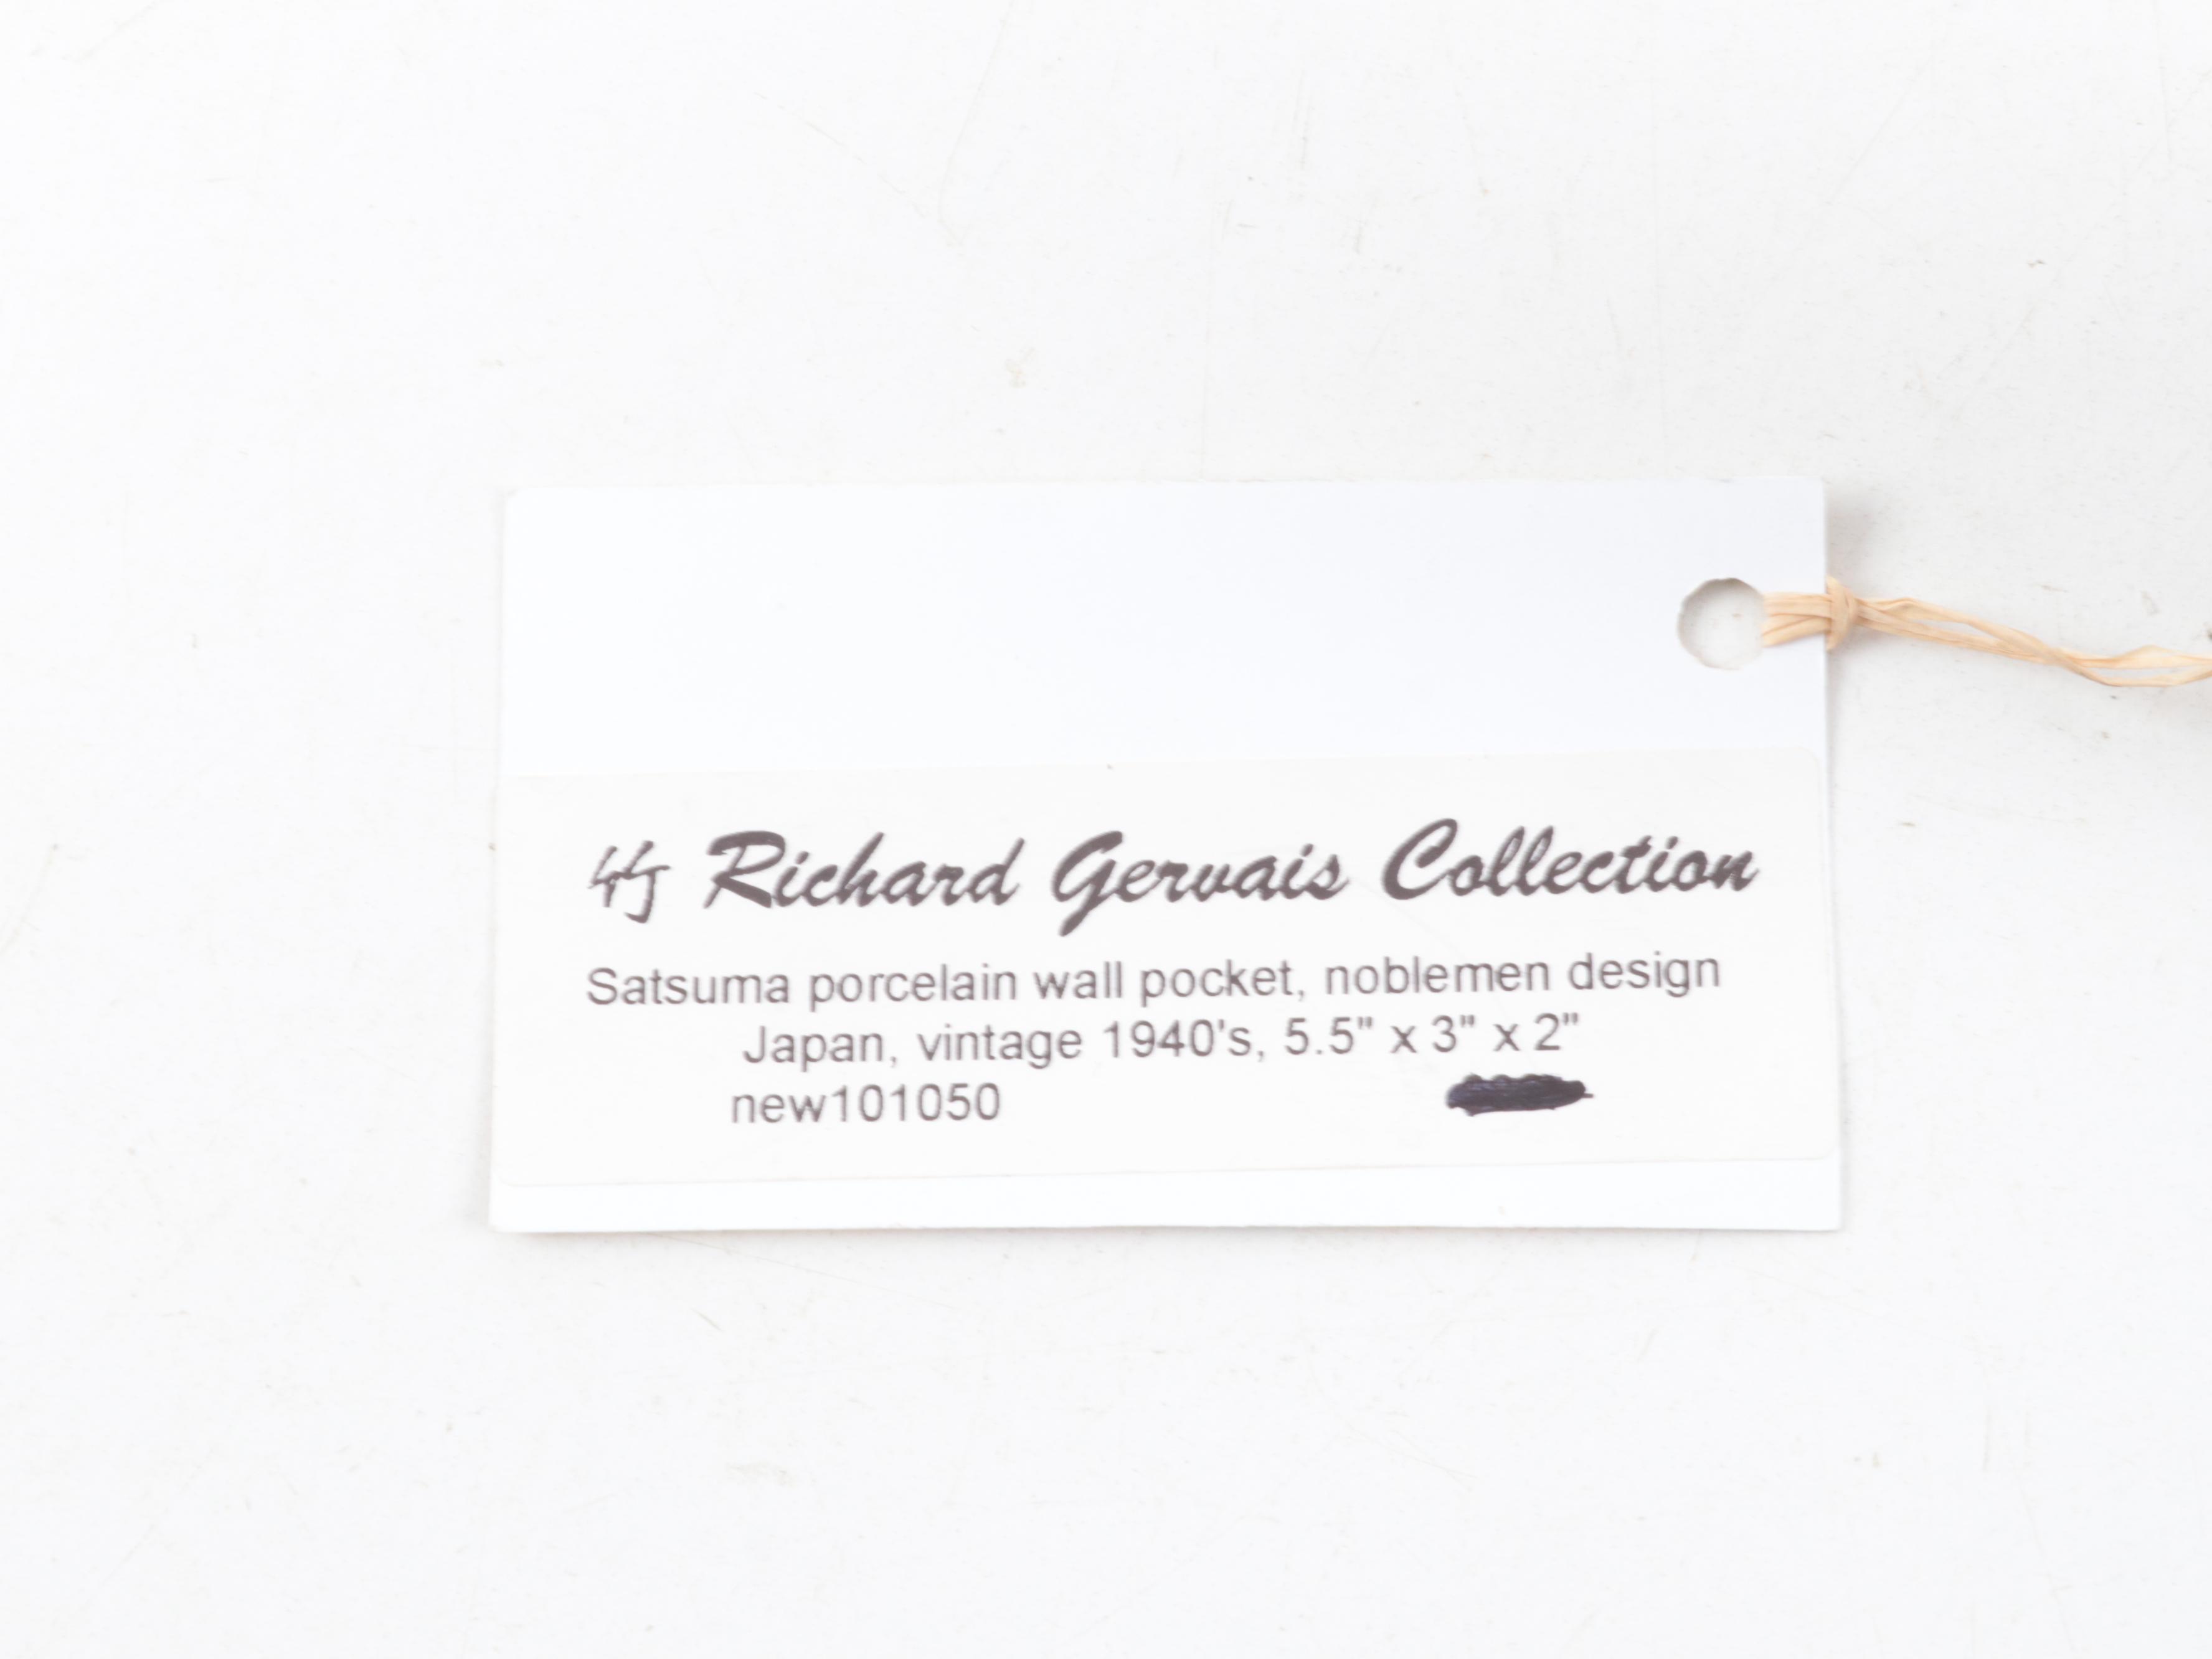 Richard Gervais Collection
Satsuma porcelain wall pocket, noblemen design
Japan, vintage 1940's, 5.5" x 3" x 2"
new101050